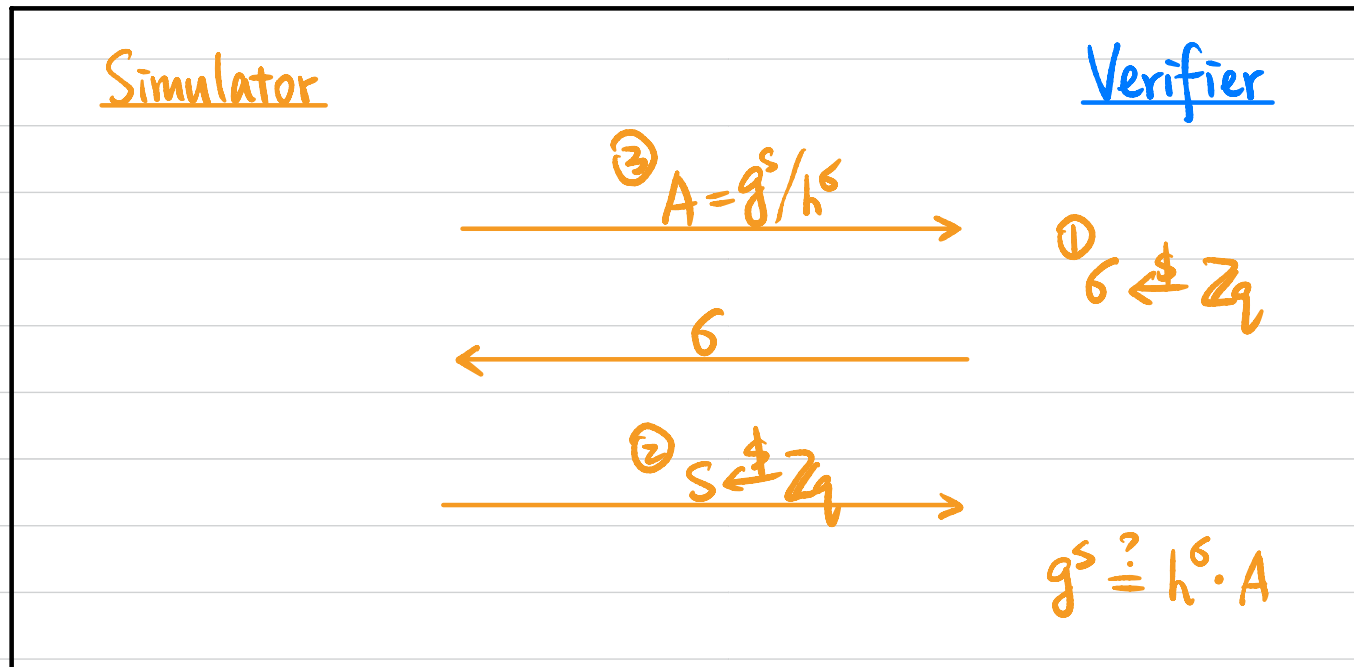 Simulator
Verifier
③ A = g^s / h^σ
① σ ←$ ℤq
σ
② s ←$ ℤq
g^s ≟ h^σ · A